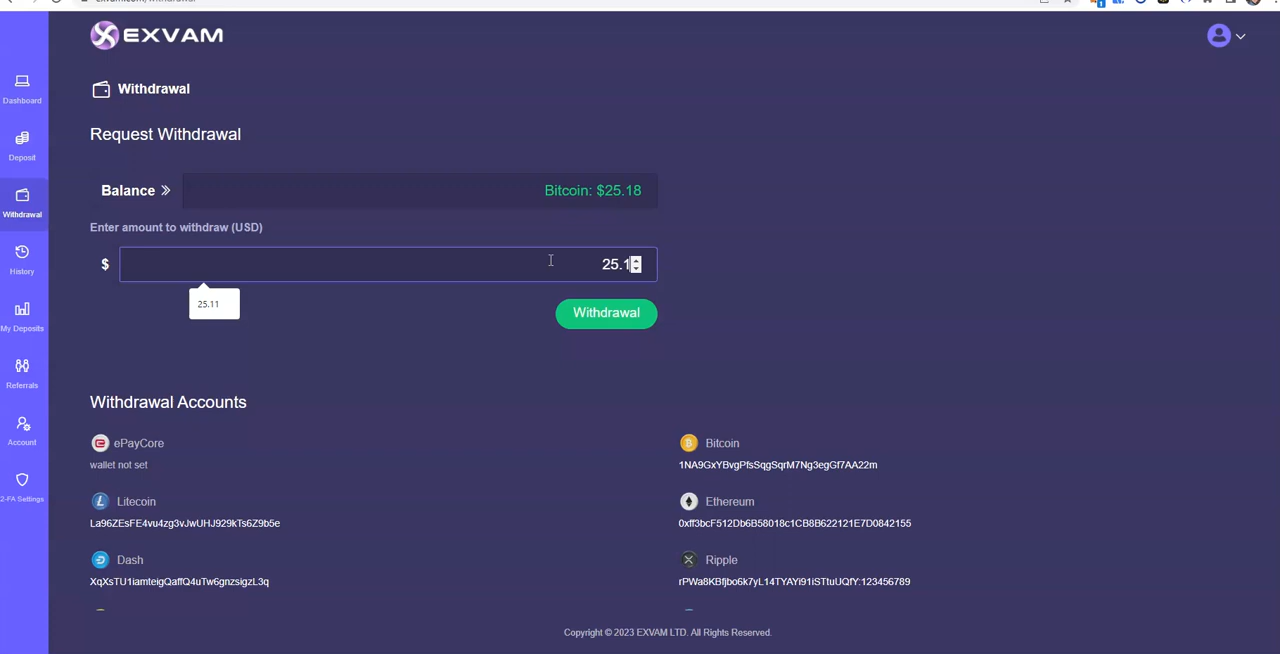 EXVAM
Withdrawal
Request Withdrawal
Balance » Bitcoin: $25.18
Enter amount to withdraw (USD)
$ 25.1
25.11
Withdrawal
Withdrawal Accounts
ePayCore
wallet not set
Bitcoin
1NA9GxYBvgPfsSqgSqrM7Ng3egGf7AA22m
Litecoin
La96ZEsFE4vu4zg3vJwUHJ929kTs6Z9b5e
Ethereum
0xff3bcF512Db6B58018c1CB8B622121E7D0842155
Dash
XqXsTU1iamteigQaffQ4uTw6gnzsigzL3q
Ripple
rPWa8KBfjbo6k7yL14TYAYi91iSTtuUQfY:123456789
Dashboard
Deposit
Withdrawal
History
My Deposits
Referrals
Account
2-FA Settings
Copyright © 2023 EXVAM LTD. All Rights Reserved.